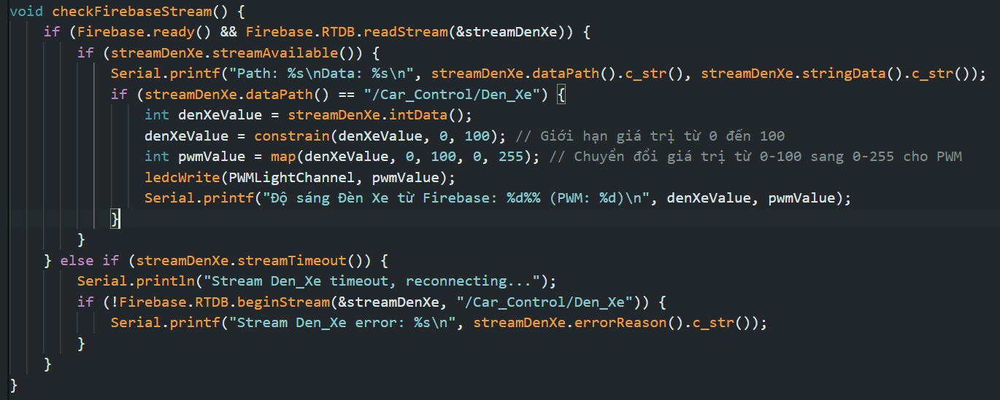 void checkFirebaseStream() {
    if (Firebase.ready() && Firebase.RTDB.readStream(&streamDenXe)) {
        if (streamDenXe.streamAvailable()) {
            Serial.printf("Path: %s\nData: %s\n", streamDenXe.dataPath().c_str(), streamDenXe.stringData().c_str());
            if (streamDenXe.dataPath() == "/Car_Control/Den_Xe") {
                int denXeValue = streamDenXe.intData();
                denXeValue = constrain(denXeValue, 0, 100); // Giới hạn giá trị từ 0 đến 100
                int pwmValue = map(denXeValue, 0, 100, 0, 255); // Chuyển đổi giá trị từ 0-100 sang 0-255 cho PWM
                ledcWrite(PWMLightChannel, pwmValue);
                Serial.printf("Độ sáng Đèn Xe từ Firebase: %d%% (PWM: %d)\n", denXeValue, pwmValue);
            }
        }
    } else if (streamDenXe.streamTimeout()) {
        Serial.println("Stream Den_Xe timeout, reconnecting...");
        if (!Firebase.RTDB.beginStream(&streamDenXe, "/Car_Control/Den_Xe")) {
            Serial.printf("Stream Den_Xe error: %s\n", streamDenXe.errorReason().c_str());
        }
    }
}